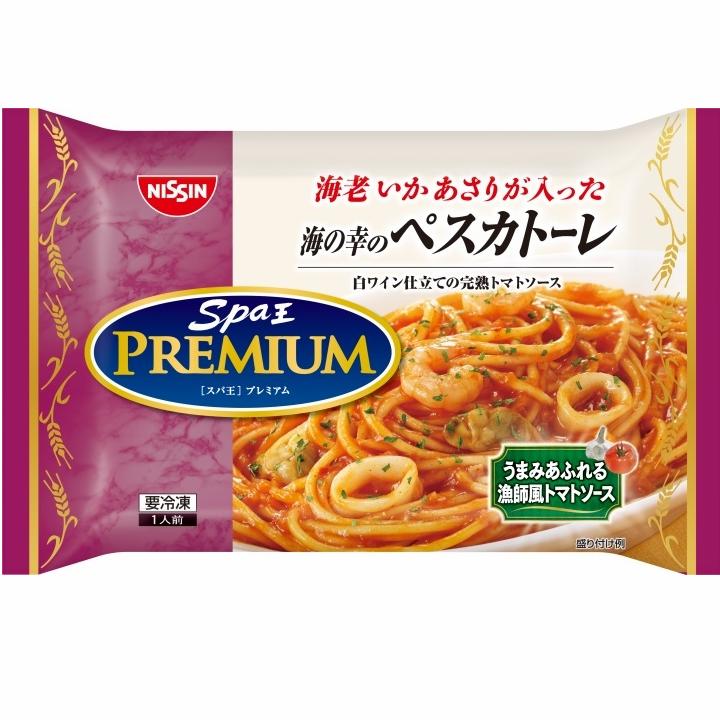 NISSIN
海老 いか あさりが入った
海の幸のペスカトーレ
白ワイン仕立ての完熟トマトソース
Spa王
PREMIUM
[スパ王] プレミアム
うまみあふれる
漁師風トマトソース
要冷凍
1人前
盛り付け例